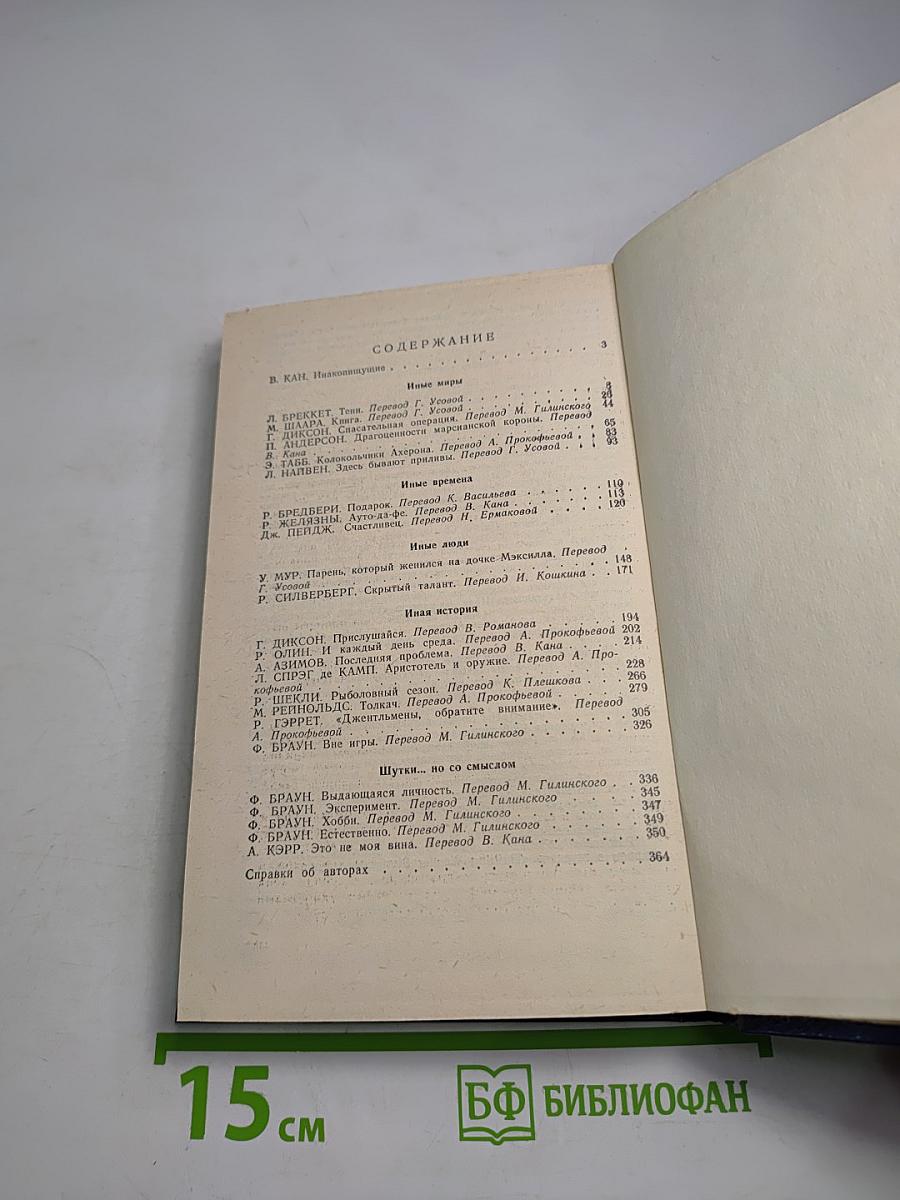 СОДЕРЖАНИЕ
В. КАН. Инакопишущие . . . . . . . . . . . . . . . 3
Иные миры
Л. БРЕККЕТ. Тени. Перевод Г. Усовой . . . . . . . . . 8
М. ШААРА. Книга. Перевод Г. Усовой . . . . . . . . . 26
Г. ДИКСОН. Спасательная операция. Перевод М. Гилинского 44
П. АНДЕРСОН. Драгоценности марсианской короны. Перевод
В. Кана . . . . . . . . . . . . . . . . . . 65
Э. ТАББ. Колокольчики Ахерона. Перевод А. Прокофьевой . 83
Л. НАЙВЕН. Здесь бывают приливы. Перевод Г. Усовой . . 93
Иные времена
Р. БРЕДБЕРИ. Подарок. Перевод К. Васильева . . . . . . 110
Р. ЖЕЛЯЗНЫ. Ауто-да-фе. Перевод В. Кана . . . . . . . 113
Дж. ПЕЙДЖ. Счастливец. Перевод Н. Ермаковой . . . . 120
Иные люди
У. МУР. Парень, который женился на дочке Мэксилла. Перевод
Г. Усовой . . . . . . . . . . . . . . . . . . 148
Р. СИЛВЕРБЕРГ. Скрытый талант. Перевод И. Кошкина . . 171
Иная история
Г. ДИКСОН. Прислушайся. Перевод В. Романова . . . . . . 194
Р. ОЛИН. И каждый день среда. Перевод А. Прокофьевой 202
А. АЗИМОВ. Последняя проблема. Перевод В. Кана . . . . 214
Л. СПРЭГ де КАМП. Аристотель и оружие. Перевод А. Про-
кофьевой . . . . . . . . . . . . . . . . . . 228
Р. ШЕКЛИ. Рыболовный сезон. Перевод К. Плешкова . . . 266
М. РЕЙНОЛЬДС. Толкач. Перевод А. Прокофьевой . . . . . 279
Р. ГЭРРЕТ. «Джентльмены, обратите внимание». Перевод
А. Прокофьевой . . . . . . . . . . . . . . . . 305
Ф. БРАУН. Вне игры. Перевод М. Гилинского . . . . . . . 326
Шутки... но со смыслом
Ф. БРАУН. Выдающаяся личность. Перевод М. Гилинского . . 336
Ф. БРАУН. Эксперимент. Перевод М. Гилинского . . . . . 345
Ф. БРАУН. Хобби. Перевод М. Гилинского . . . . . . . . 347
Ф. БРАУН. Естественно. Перевод М. Гилинского . . . . . . 349
А. КЭРР. Это не моя вина. Перевод В. Кана . . . . . . . 350
Справки об авторах . . . . . . . . . . . . . . . . 364
15 см
БФ БИБЛИОФАН